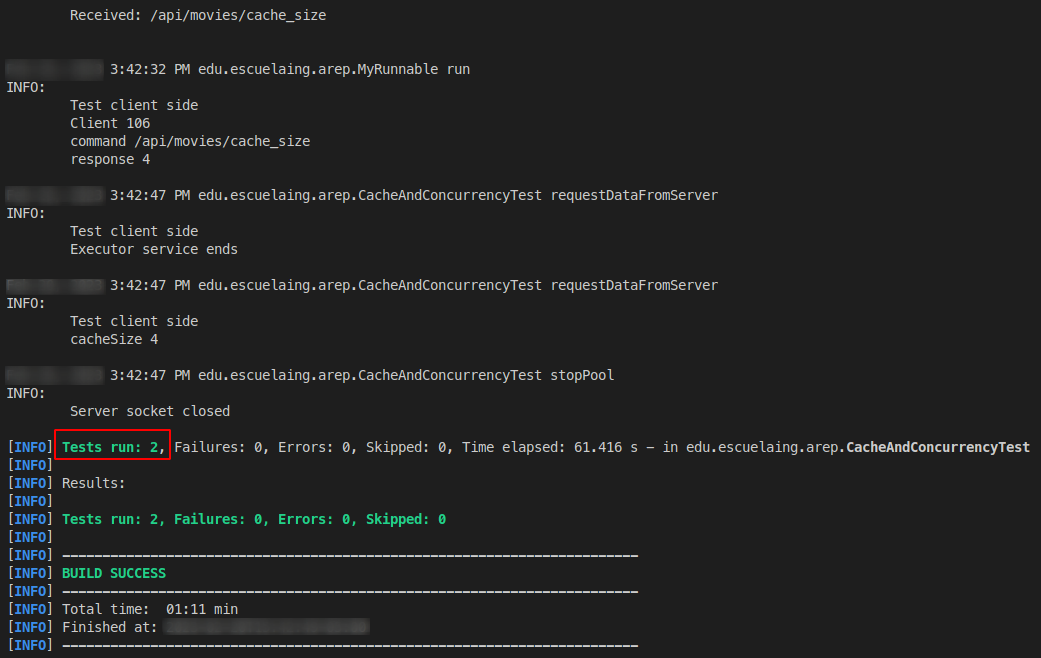 Received: /api/movies/cache_size
3:42:32 PM edu.escuelaing.arep.MyRunnable run
INFO:
Test client side
Client 106
command /api/movies/cache_size
response 4
3:42:47 PM edu.escuelaing.arep.CacheAndConcurrencyTest requestDataFromServer
INFO:
Test client side
Executor service ends
3:42:47 PM edu.escuelaing.arep.CacheAndConcurrencyTest requestDataFromServer
INFO:
Test client side
cacheSize 4
3:42:47 PM edu.escuelaing.arep.CacheAndConcurrencyTest stopPool
INFO:
Server socket closed
[INFO] Tests run: 2, Failures: 0, Errors: 0, Skipped: 0, Time elapsed: 61.416 s - in edu.escuelaing.arep.CacheAndConcurrencyTest
[INFO]
[INFO] Results:
[INFO]
[INFO] Tests run: 2, Failures: 0, Errors: 0, Skipped: 0
[INFO]
[INFO] ------------------------------------------------------------------------
[INFO] BUILD SUCCESS
[INFO] ------------------------------------------------------------------------
[INFO] Total time:  01:11 min
[INFO] Finished at:
[INFO] ------------------------------------------------------------------------